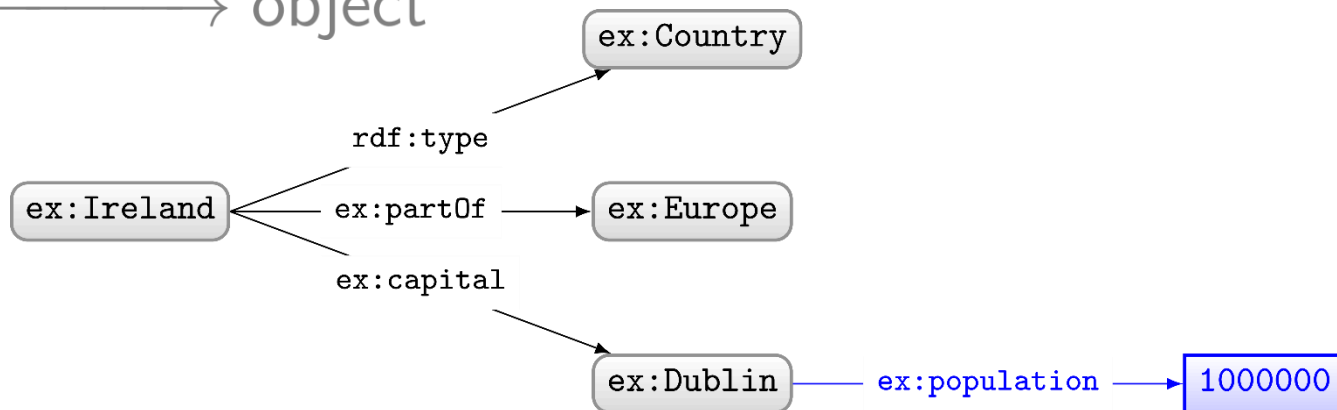 object
ex:Country
rdf:type
ex:Ireland
ex:partOf
ex:Europe
ex:capital
ex:Dublin
ex:population
1000000